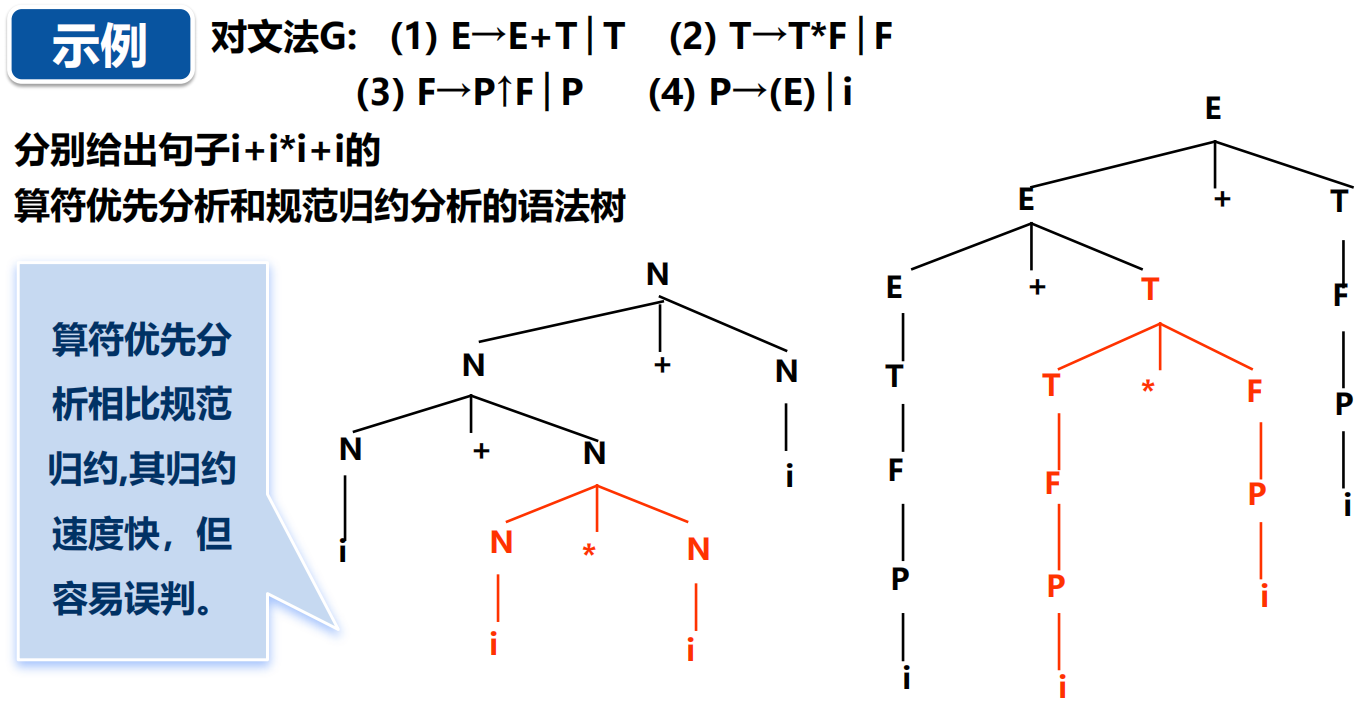 示例
对文法G: (1) E→E+T|T (2) T→T*F|F
(3) F→P↑F|P (4) P→(E)|i
分别给出句子i+i*i+i的
算符优先分析和规范归约分析的语法树
算符优先分
析相比规范
归约,其归约
速度快，但
容易误判。
N
N + N
N + N i
i N * N
i i
E
E + T
E + T F
T T * F P
F F P i
P P i
i i